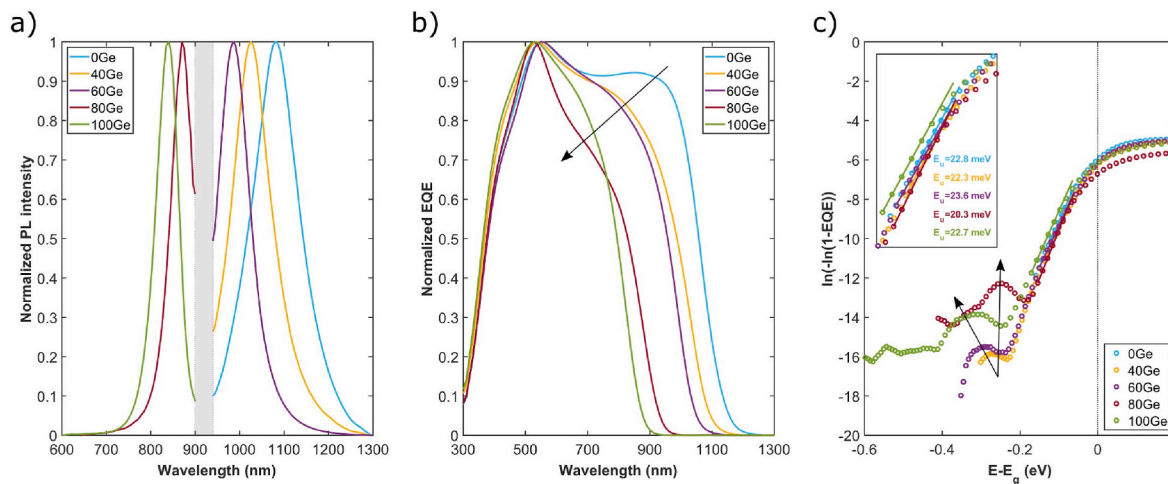 a)
Normalized PL intensity
1
0.9
0.8
0.7
0.6
0.5
0.4
0.3
0.2
0.1
0
0Ge
40Ge
60Ge
80Ge
100Ge
600 700 800 900 1000 1100 1200 1300
Wavelength (nm)
b)
Normalized EQE
1
0.9
0.8
0.7
0.6
0.5
0.4
0.3
0.2
0.1
0
0Ge
40Ge
60Ge
80Ge
100Ge
300 500 700 900 1100 1300
Wavelength (nm)
c)
ln(-ln(1-EQE))
0
-2
-4
-6
-8
-10
-12
-14
-16
-18
-20
E_u=22.8 meV
E_u=22.3 meV
E_u=23.6 meV
E_u=20.3 meV
E_u=22.7 meV
0Ge
40Ge
60Ge
80Ge
100Ge
-0.6 -0.4 -0.2 0
E-E_g (eV)